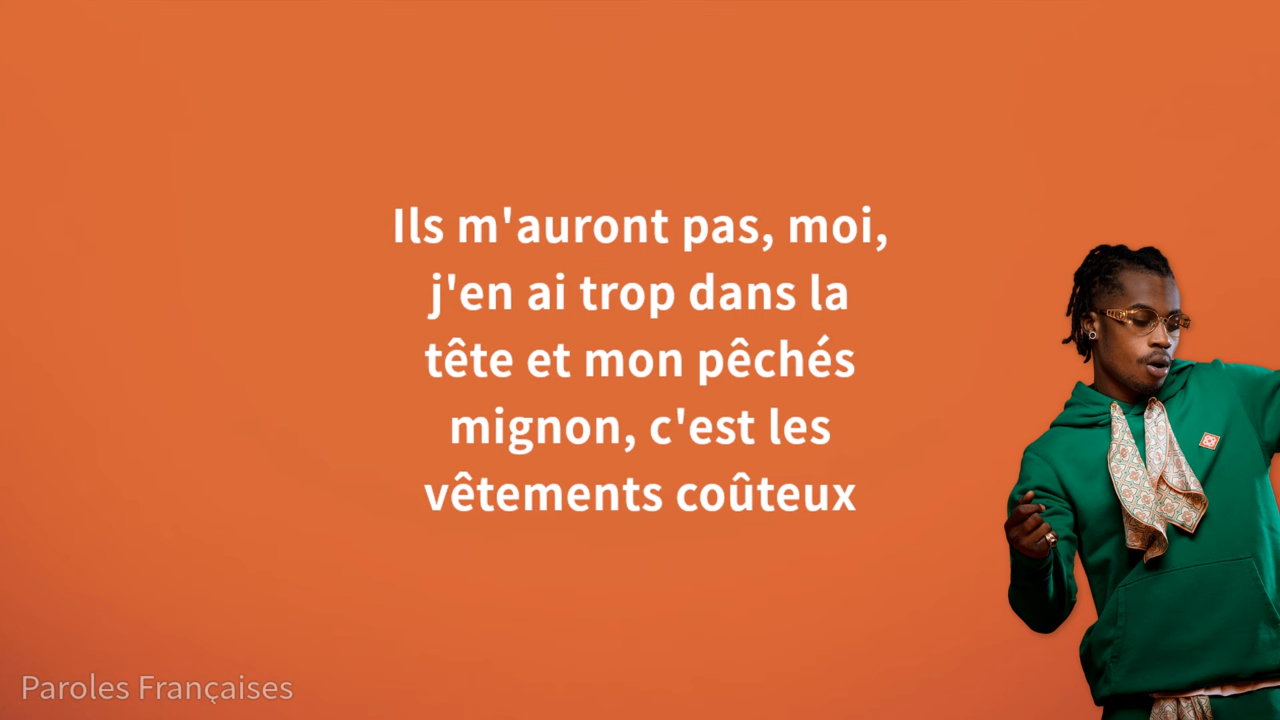 Ils m'auront pas, moi,
j'en ai trop dans la
tête et mon pêchés
mignon, c'est les
vêtements coûteux
Paroles Françaises